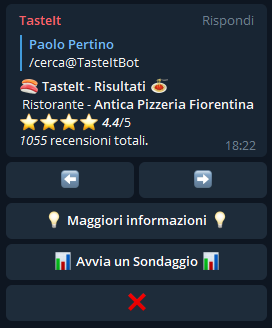 TasteIt Rispondi
Paolo Pertino
/cerca@TasteItBot
🍣 TasteIt - Risultati 🍝
Ristorante - Antica Pizzeria Fiorentina
⭐⭐⭐⭐ 4.4/5
1055 recensioni totali.
18:22
⬅️ ➡️
💡 Maggiori informazioni 💡
📊 Avvia un Sondaggio 📊
❌